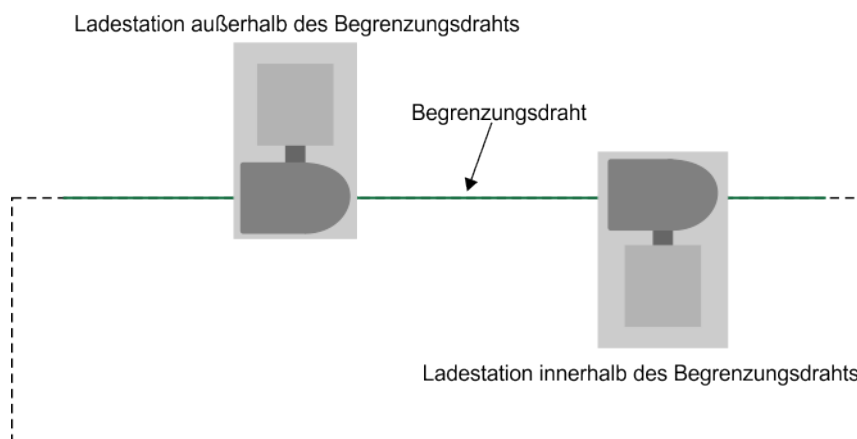 Ladestation außerhalb des Begrenzungsdrahts
Begrenzungsdraht
Ladestation innerhalb des Begrenzungsdrahts